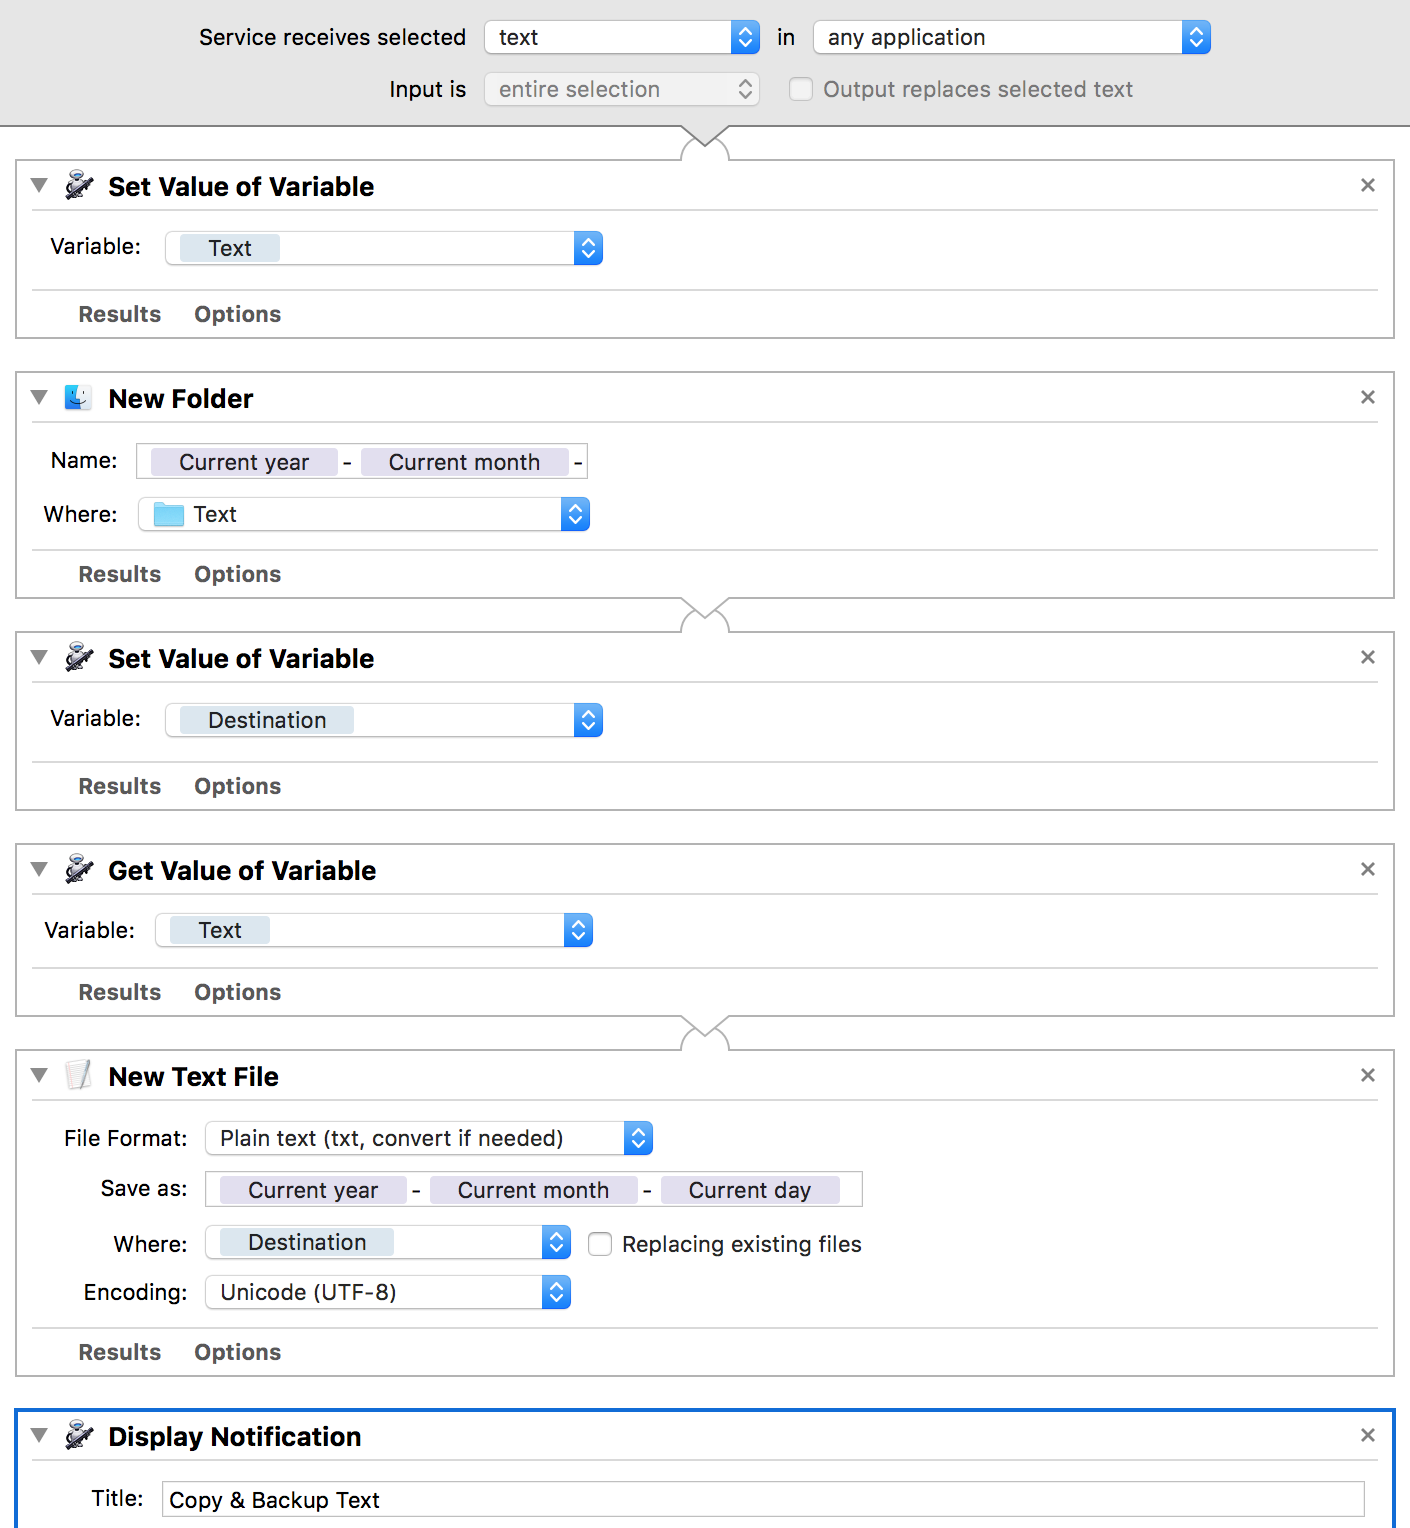 Service receives selected text in any application
Input is entire selection Output replaces selected text
Set Value of Variable
Variable: Text
Results Options
New Folder
Name: Current year - Current month -
Where: Text
Results Options
Set Value of Variable
Variable: Destination
Results Options
Get Value of Variable
Variable: Text
Results Options
New Text File
File Format: Plain text (txt, convert if needed)
Save as: Current year - Current month - Current day
Where: Destination Replacing existing files
Encoding: Unicode (UTF-8)
Results Options
Display Notification
Title: Copy & Backup Text